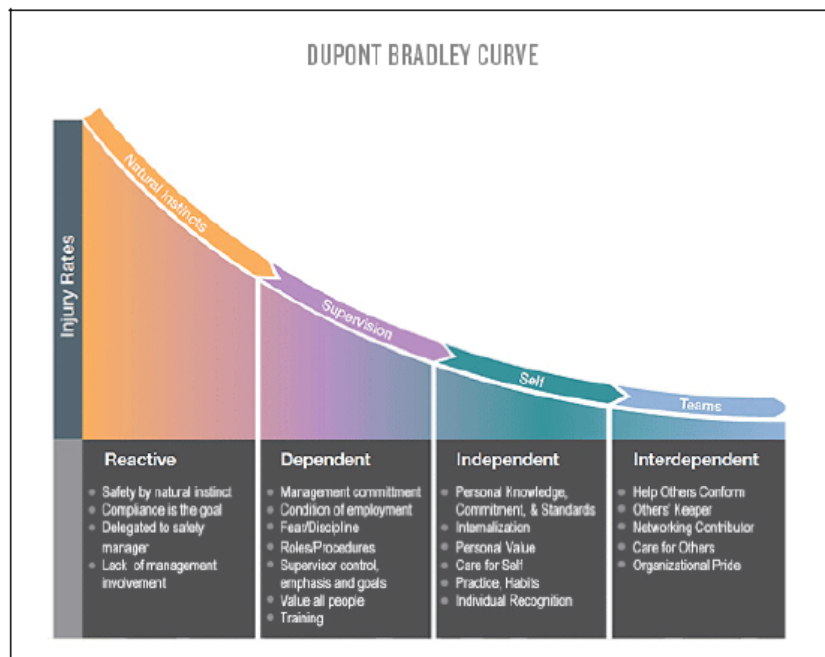 DUPONT BRADLEY CURVE
Injury Rates
Natural Instincts
Supervision
Self
Teams
Reactive
Safety by natural instinct
Compliance is the goal
Delegated to safety
manager
Lack of management
involvement
Dependent
Management committment
Condition of employment
Fear/Discipline
Roles/Procedures
Supervisor control,
emphasis and goals
Value all people
Training
Independent
Personal Knowledge,
Commitment, & Standards
Internalization
Personal Value
Care for Self
Practice, Habits
Individual Recognition
Interdependent
Help Others Conform
Others' Keeper
Networking Contributor
Care for Others
Organizational Pride